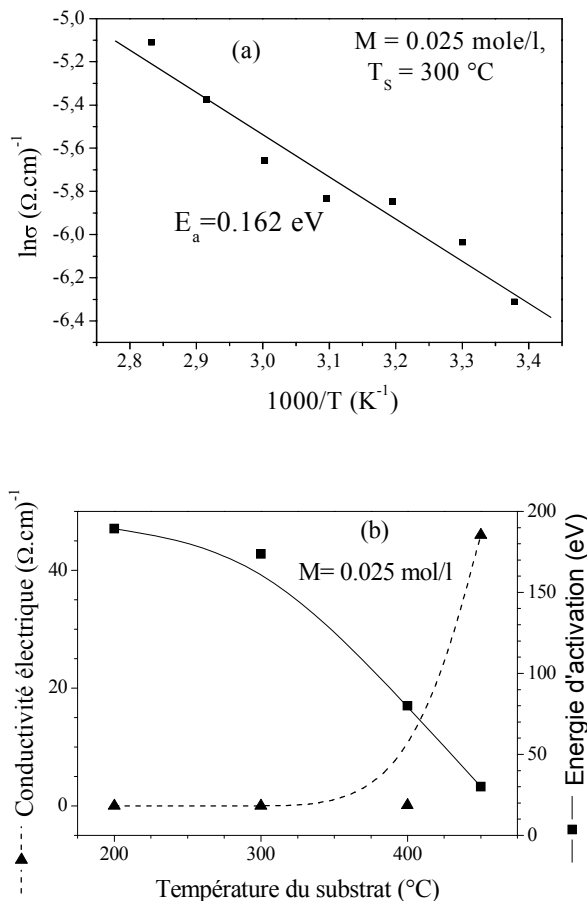 (a)
M = 0.025 mole/l,
T_S = 300 °C
E_a=0.162 eV
lnσ (Ω.cm)^-1
-5,0
-5,2
-5,4
-5,6
-5,8
-6,0
-6,2
-6,4
2,8 2,9 3,0 3,1 3,2 3,3 3,4
1000/T (K^-1)
(b)
M= 0.025 mol/l
Conductivité électrique (Ω.cm)^-1
40
20
0
200
150
100
50
0
Energie d'activation (eV)
200 300 400
Température du substrat (°C)